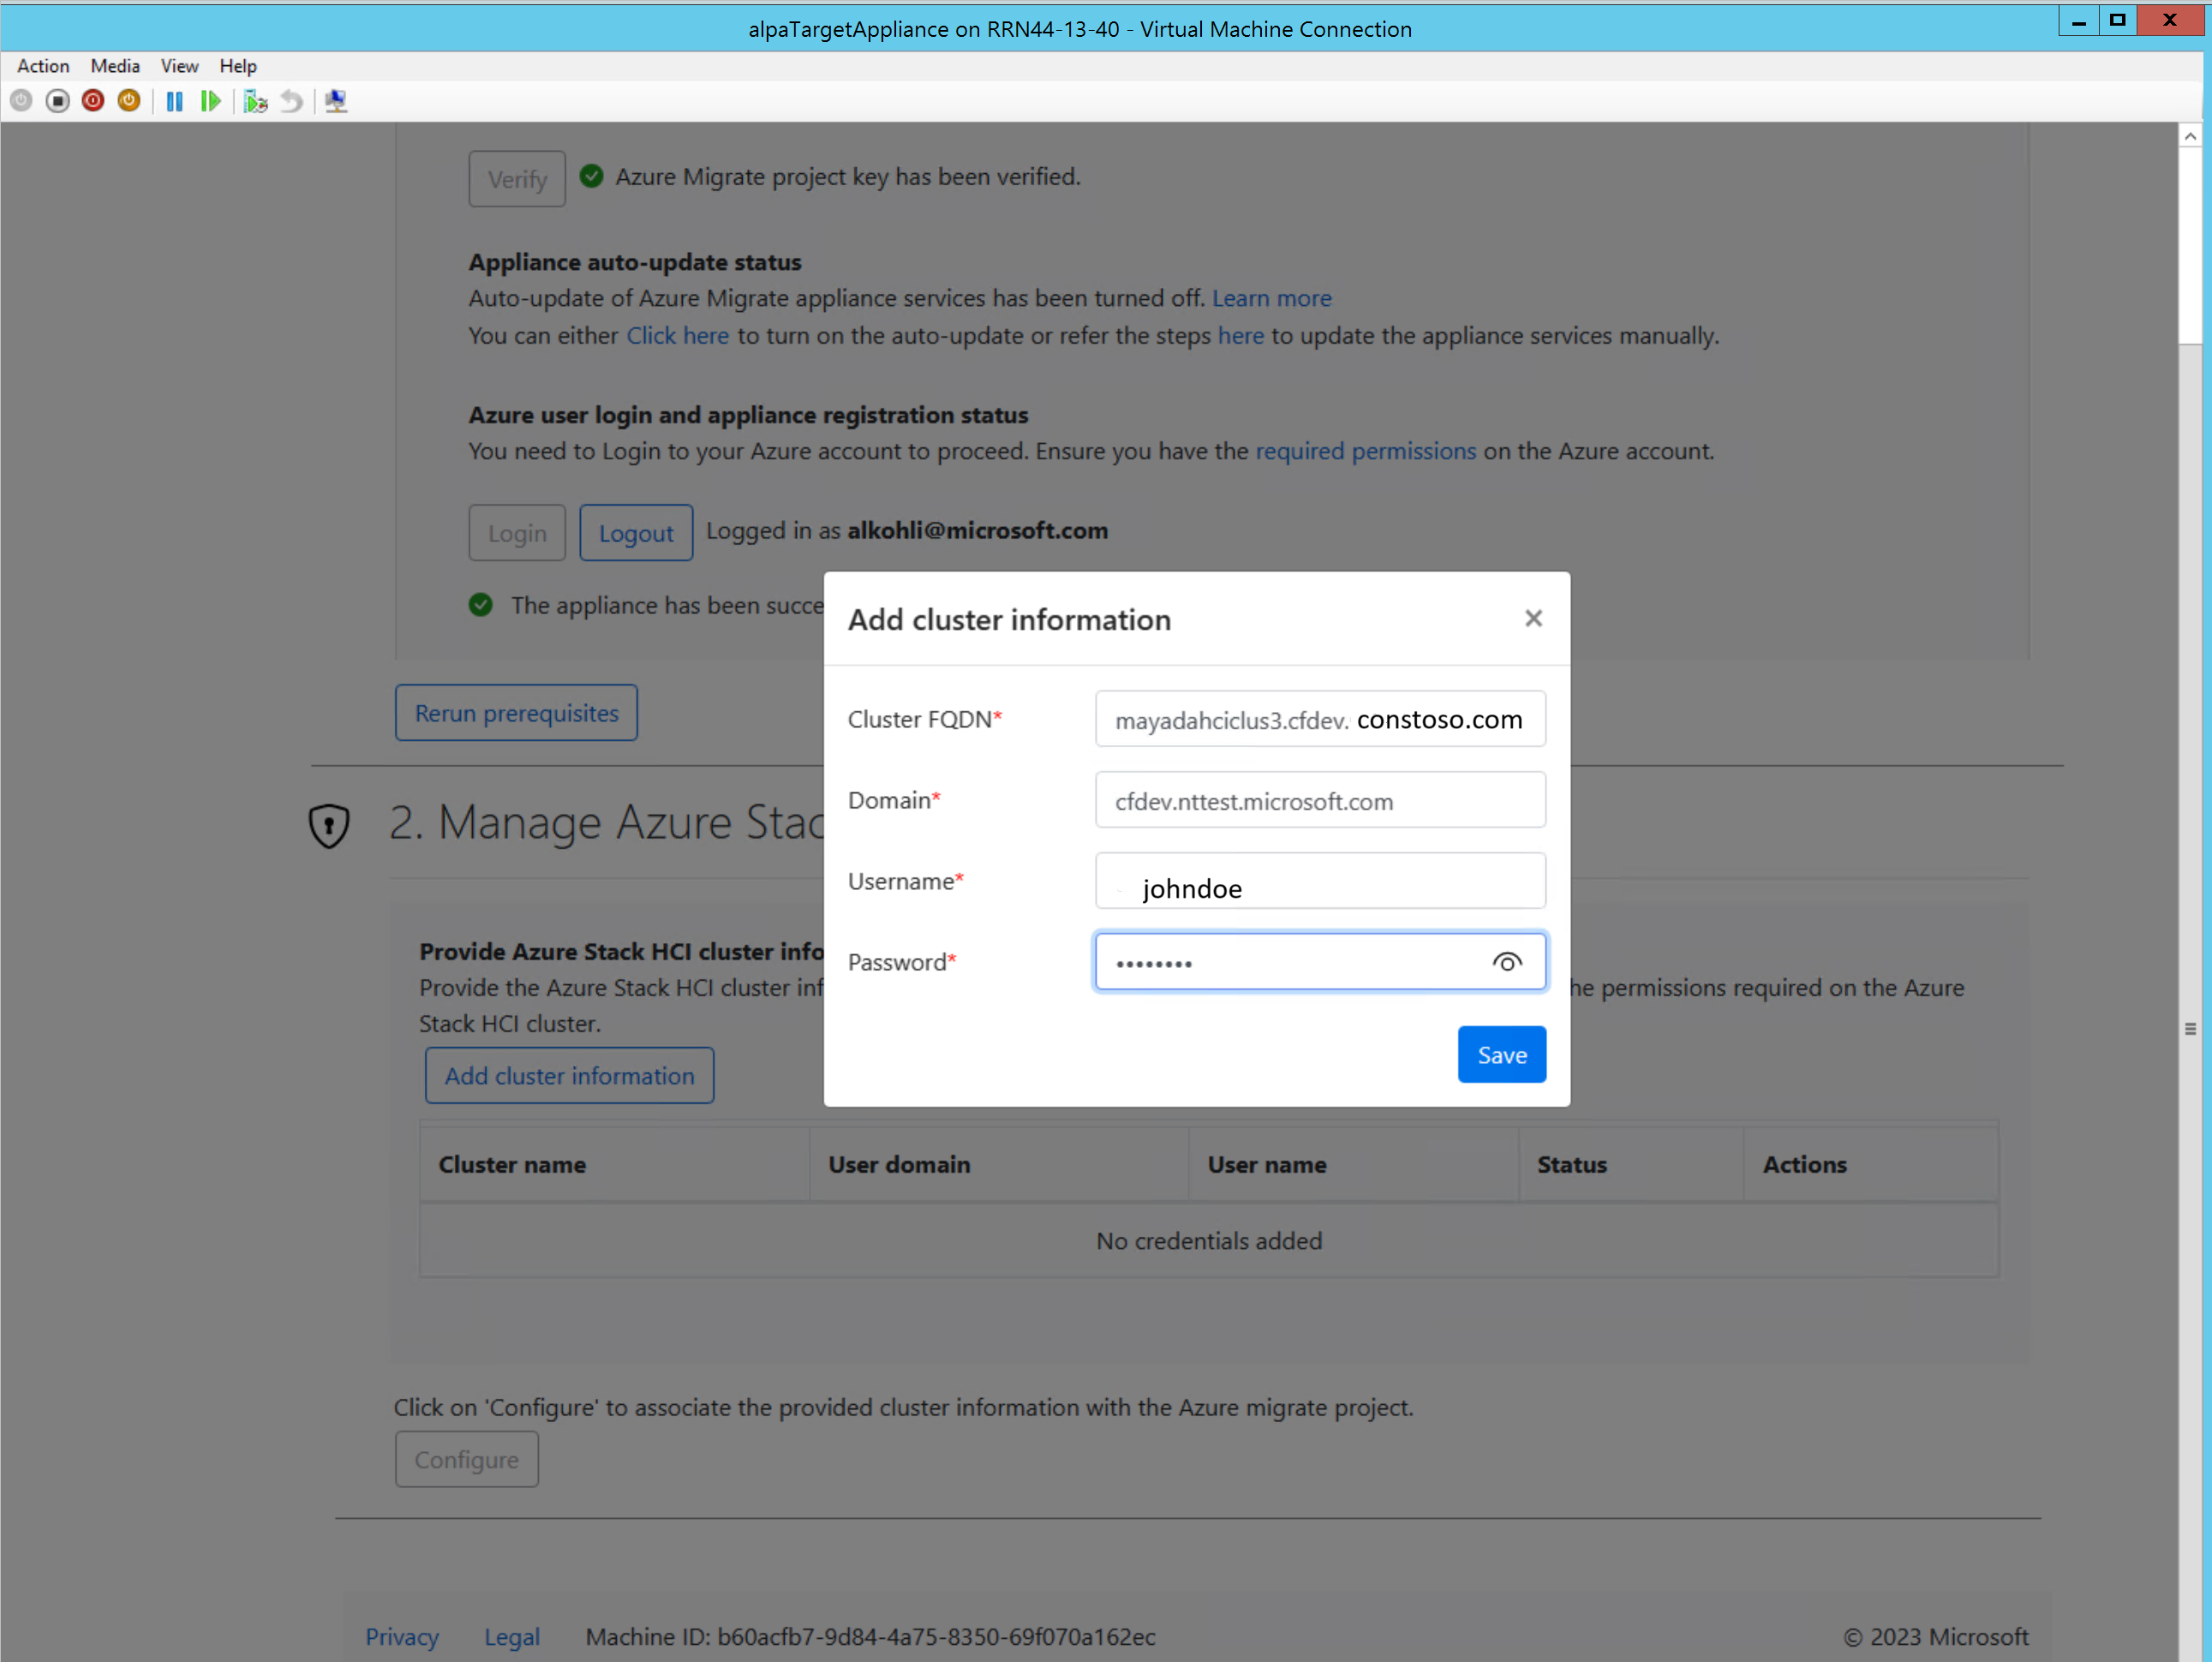 alpaTargetAppliance on RRN44-13-40 - Virtual Machine Connection
Action Media View Help
Verify Azure Migrate project key has been verified.
Appliance auto-update status
Auto-update of Azure Migrate appliance services has been turned off. Learn more
You can either Click here to turn on the auto-update or refer the steps here to update the appliance services manually.
Azure user login and appliance registration status
You need to Login to your Azure account to proceed. Ensure you have the required permissions on the Azure account.
Login Logout Logged in as alkohli@microsoft.com
The appliance has been succe
Rerun prerequisites
Add cluster information
Cluster FQDN* mayadahciclus3.cfdev. constoso.com
Domain* cfdev.nttest.microsoft.com
Username* johndoe
Password* ••••••••
Save
2. Manage Azure Stac
Provide Azure Stack HCI cluster info
Provide the Azure Stack HCI cluster inf he permissions required on the Azure
Stack HCI cluster.
Add cluster information
Cluster name User domain User name Status Actions
No credentials added
Click on 'Configure' to associate the provided cluster information with the Azure migrate project.
Configure
Privacy Legal Machine ID: b60acfb7-9d84-4a75-8350-69f070a162ec © 2023 Microsoft